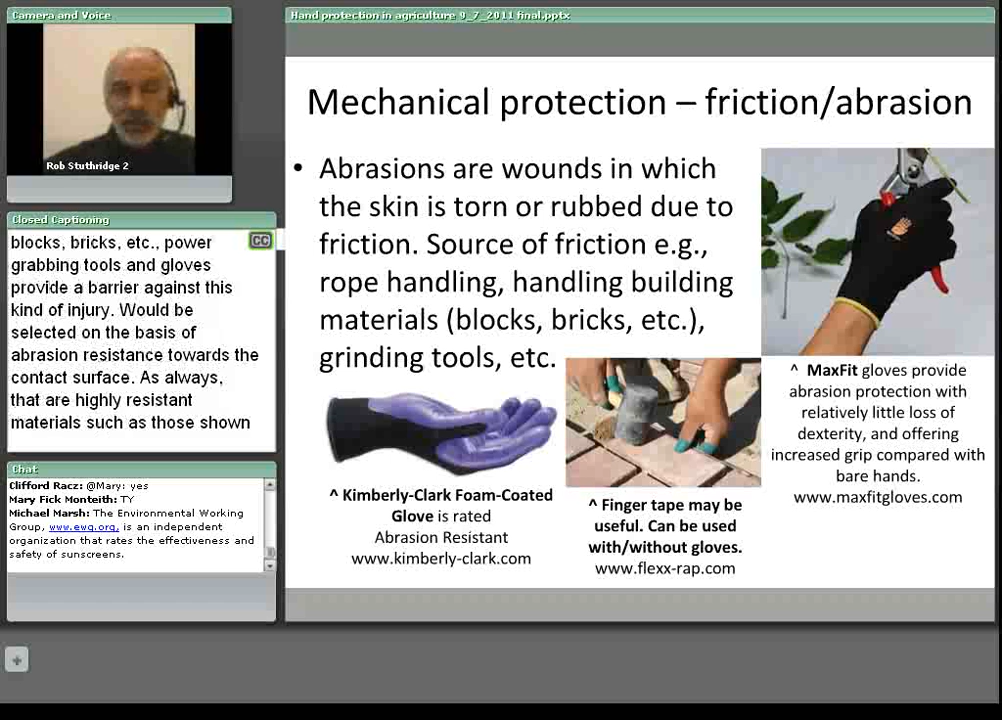 Camera and Voice
Rob Stuthridge 2
Closed Captioning
blocks, bricks, etc., power
grabbing tools and gloves
provide a barrier against this
kind of injury. Would be
selected on the basis of
abrasion resistance towards the
contact surface. As always,
that are highly resistant
materials such as those shown
CC
Chat
Clifford Racz: @Mary: yes
Mary Fick Monteith: TY
Michael Marsh: The Environmental Working
Group, www.ewg.org, is an independent
organization that rates the effectiveness and
safety of sunscreens.
Hand protection in agriculture 9_7_2011 final.pptx
Mechanical protection – friction/abrasion
• Abrasions are wounds in which
the skin is torn or rubbed due to
friction. Source of friction e.g.,
rope handling, handling building
materials (blocks, bricks, etc.),
grinding tools, etc.
^ Kimberly-Clark Foam-Coated
Glove is rated
Abrasion Resistant
www.kimberly-clark.com
^ Finger tape may be
useful. Can be used
with/without gloves.
www.flexx-rap.com
^ MaxFit gloves provide
abrasion protection with
relatively little loss of
dexterity, and offering
increased grip compared with
bare hands.
www.maxfitgloves.com